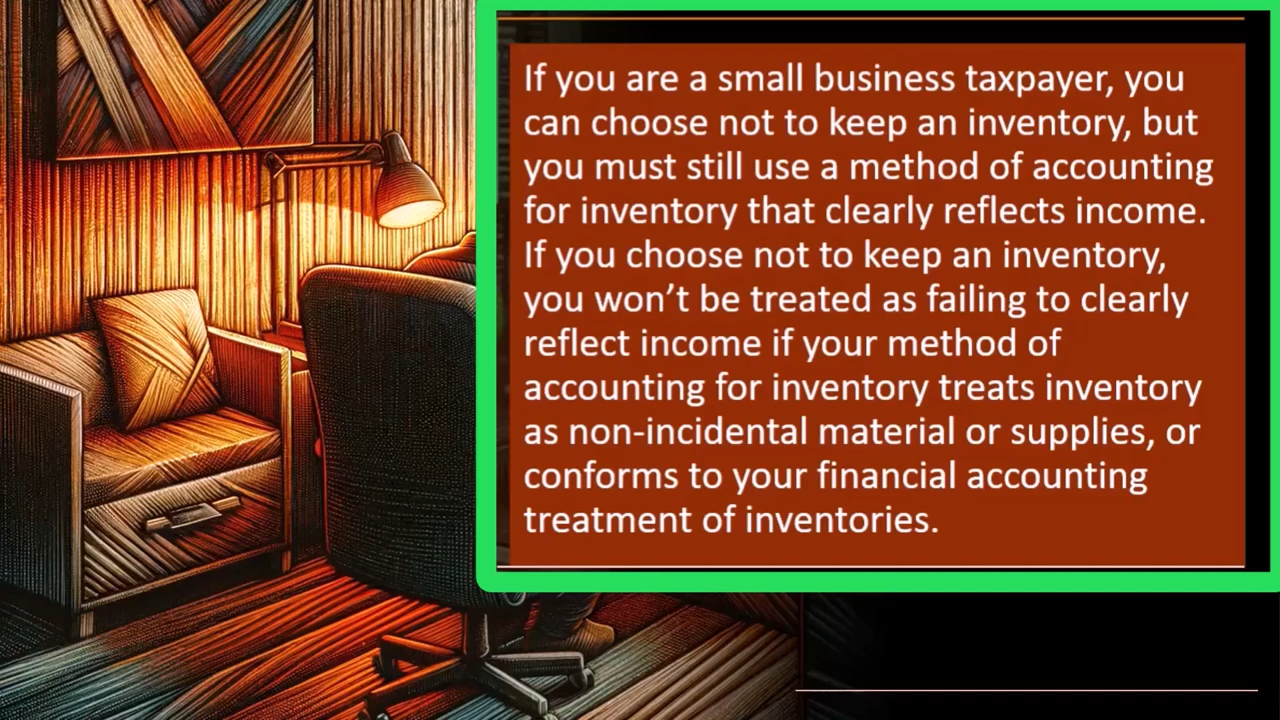 If you are a small business taxpayer, you
can choose not to keep an inventory, but
you must still use a method of accounting
for inventory that clearly reflects income.
If you choose not to keep an inventory,
you won’t be treated as failing to clearly
reflect income if your method of
accounting for inventory treats inventory
as non-incidental material or supplies, or
conforms to your financial accounting
treatment of inventories.